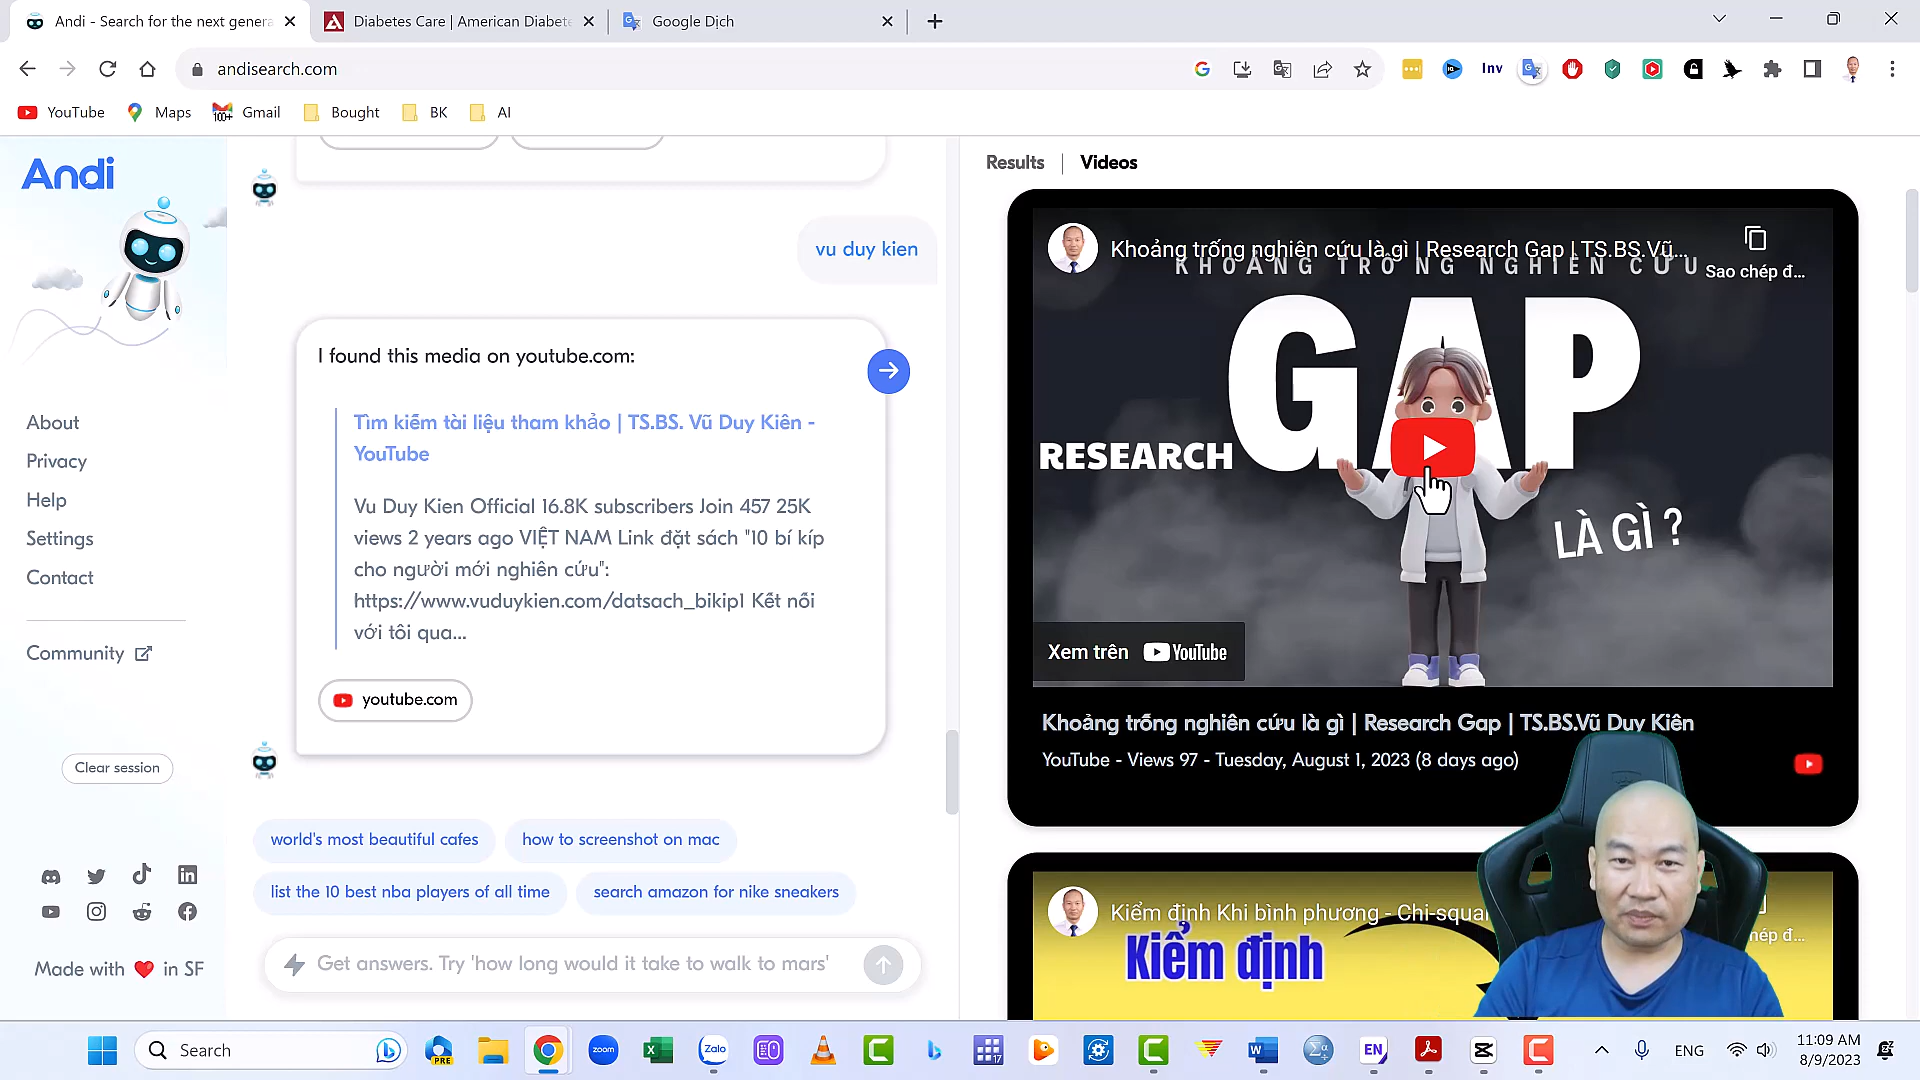 Andi - Search for the next genera
Diabetes Care | American Diabete
Google Dịch
andisearch.com
Inv
YouTube
Maps
100+
Gmail
Bought
BK
AI
Andi
About
Privacy
Help
Settings
Contact
Community
Clear session
Made with ❤ in SF
vu duy kien
I found this media on youtube.com:
Tìm kiếm tài liệu tham khảo | TS.BS. Vũ Duy Kiên -
YouTube
Vu Duy Kien Official 16.8K subscribers Join 457 25K
views 2 years ago VIỆT NAM Link đặt sách "10 bí kíp
cho người mới nghiên cứu":
https://www.vuduykien.com/datsach_bikip1 Kết nối
với tôi qua...
youtube.com
world's most beautiful cafes
how to screenshot on mac
list the 10 best nba players of all time
search amazon for nike sneakers
Get answers. Try 'how long would it take to walk to mars'
Results | Videos
Khoảng trống nghiên cứu là gì | Research Gap | TS.BS.Vũ...
Sao chép đ...
KHOẢNG TRỐNG NGHIÊN CỨU
GAP
RESEARCH
LÀ GÌ ?
Xem trên YouTube
Khoảng trống nghiên cứu là gì | Research Gap | TS.BS.Vũ Duy Kiên
YouTube - Views 97 - Tuesday, August 1, 2023 (8 days ago)
Kiểm định Khi bình phương - Chi-squa
Kiểm định
Search
PRE
zoom
Zalo
17
EN
ENG
11:09 AM
8/9/2023